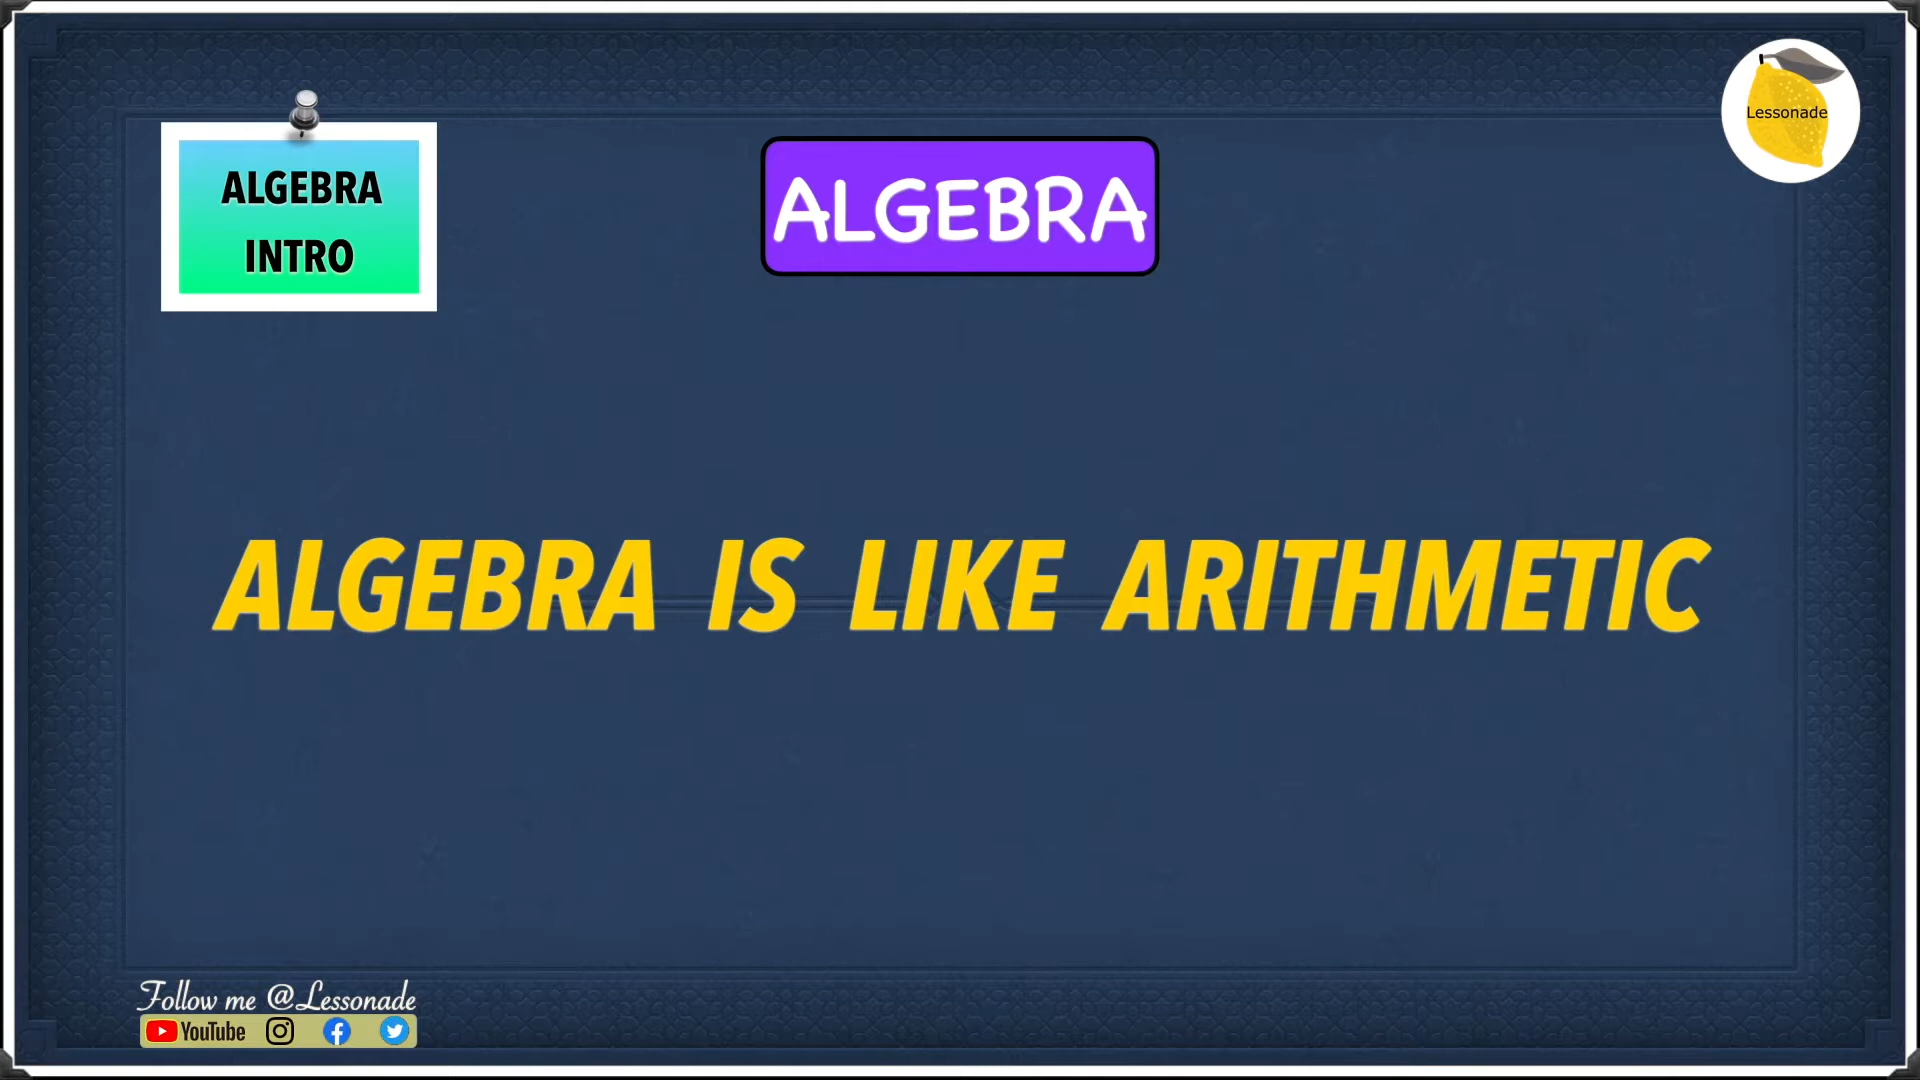 ALGEBRA
INTRO
ALGEBRA
Lessonade
ALGEBRA IS LIKE ARITHMETIC
Follow me @Lessonade
YouTube